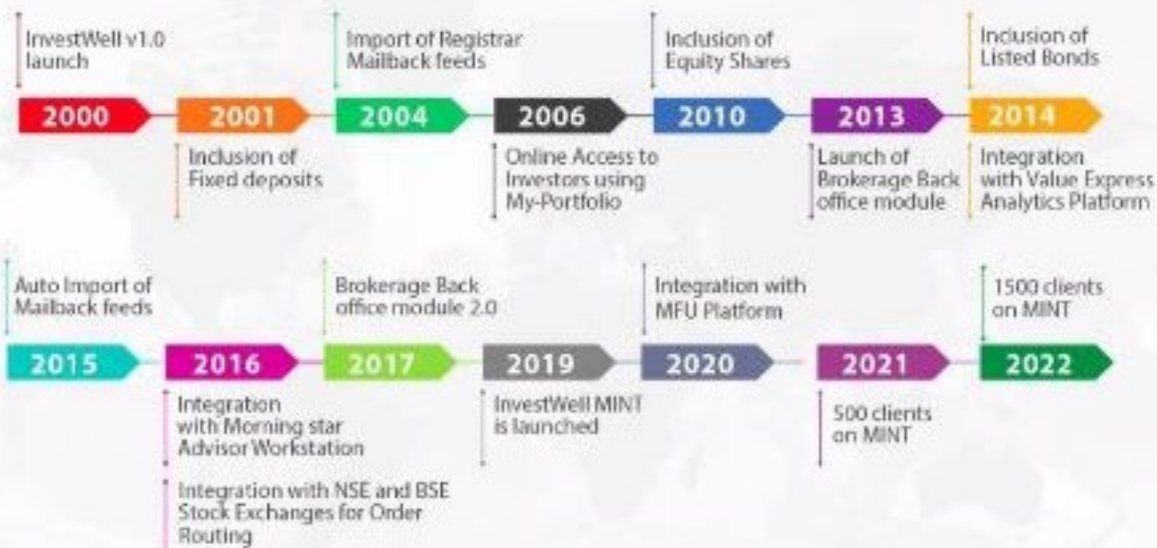 InvestWell v1.0
launch
2000
2001
Inclusion of
Fixed deposits
Import of Registrar
Mailback feeds
2004
2006
Online Access to
Investors using
My-Portfolio
Inclusion of
Equity Shares
2010
2013
Launch of
Brokerage Back
office module
Inclusion of
Listed Bonds
2014
Integration
with Value Express
Analytics Platform
Auto Import of
Mailback feeds
2015
2016
Integration
with Morning star
Advisor Workstation
Integration with NSE and BSE
Stock Exchanges for Order
Routing
Brokerage Back
office module 2.0
2017
2019
InvestWell MINT
is launched
Integration with
MFU Platform
2020
2021
500 clients
on MINT
1500 clients
on MINT
2022